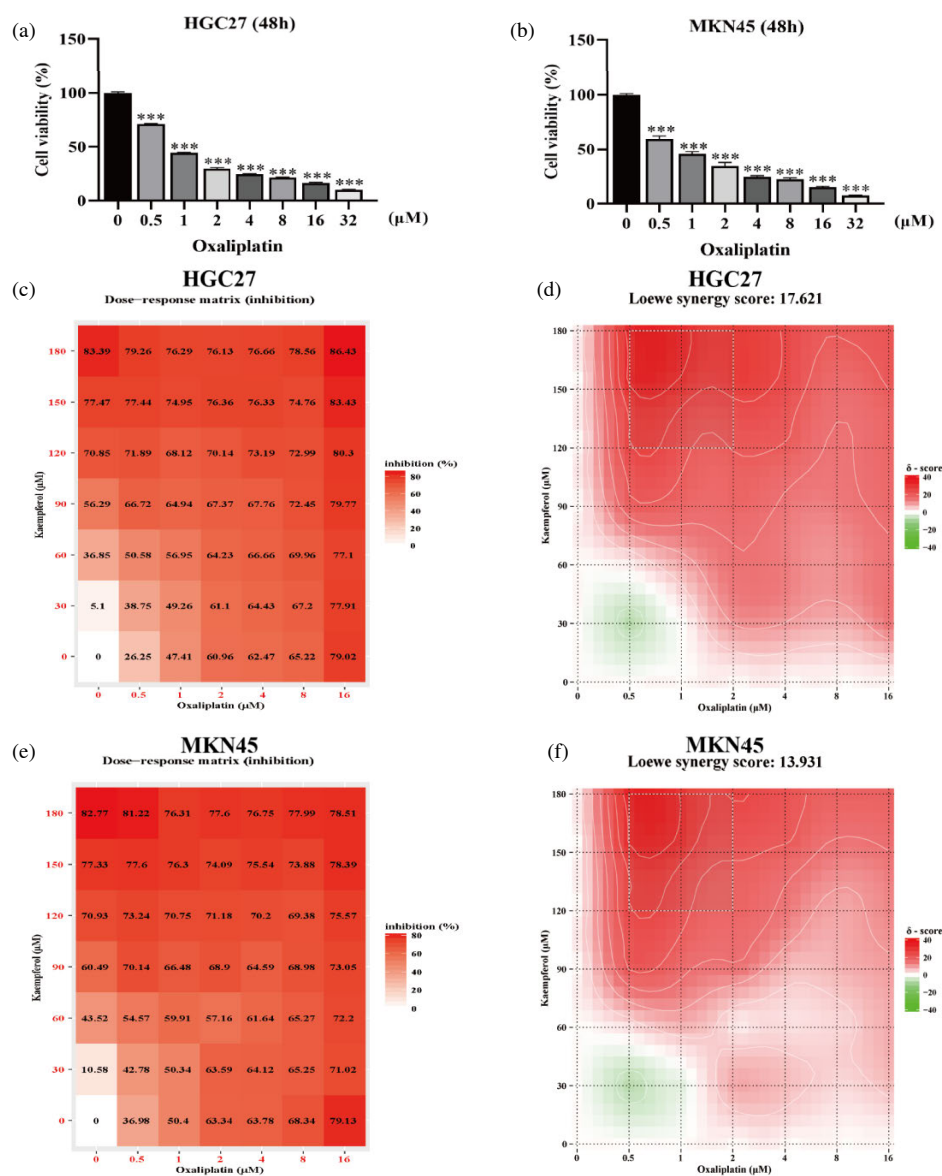 (a)
HGC27 (48h)
Cell viability (%)
150
100
50
0
*** *** *** *** *** *** ***
0 0.5 1 2 4 8 16 32 (μM)
Oxaliplatin
(b)
MKN45 (48h)
Cell viability (%)
150
100
50
0
*** *** *** *** *** *** ***
0 0.5 1 2 4 8 16 32 (μM)
Oxaliplatin
(c)
HGC27
Dose–response matrix (inhibition)
Kaempferol (μM)
180 83.39 79.26 76.29 76.13 76.66 78.56 86.43
150 77.47 77.44 74.95 76.36 76.33 74.76 83.43
120 70.85 71.89 68.12 70.14 73.19 72.99 80.3
90 56.29 66.72 64.94 67.37 67.76 72.45 79.77
60 36.85 50.58 56.95 64.23 66.66 69.96 77.1
30 5.1 38.75 49.26 61.1 64.43 67.2 77.91
0 0 26.25 47.41 60.96 62.47 65.22 79.02
0 0.5 1 2 4 8 16
Oxaliplatin (μM)
inhibition (%)
80
60
40
20
0
(d)
HGC27
Loewe synergy score: 17.621
Kaempferol (μM)
180
150
120
90
60
30
0
0 0.5 1 2 4 8 16
Oxaliplatin (μM)
δ - score
40
20
0
−20
−40
(e)
MKN45
Dose–response matrix (inhibition)
Kaempferol (μM)
180 82.77 81.22 76.31 77.6 76.75 77.99 78.51
150 77.33 77.6 76.3 74.09 75.54 73.88 78.39
120 70.93 73.24 70.75 71.18 70.2 69.38 75.57
90 60.49 70.14 66.48 68.9 64.59 68.98 73.05
60 43.52 54.57 59.91 57.16 61.64 65.27 72.2
30 10.58 42.78 50.34 63.59 64.12 65.25 71.02
0 0 36.98 50.4 63.34 63.78 68.34 79.13
0 0.5 1 2 4 8 16
Oxaliplatin (μM)
inhibition (%)
80
60
40
20
0
(f)
MKN45
Loewe synergy score: 13.931
Kaempferol (μM)
180
150
120
90
60
30
0
0 0.5 1 2 4 8 16
Oxaliplatin (μM)
δ - score
40
20
0
−20
−40